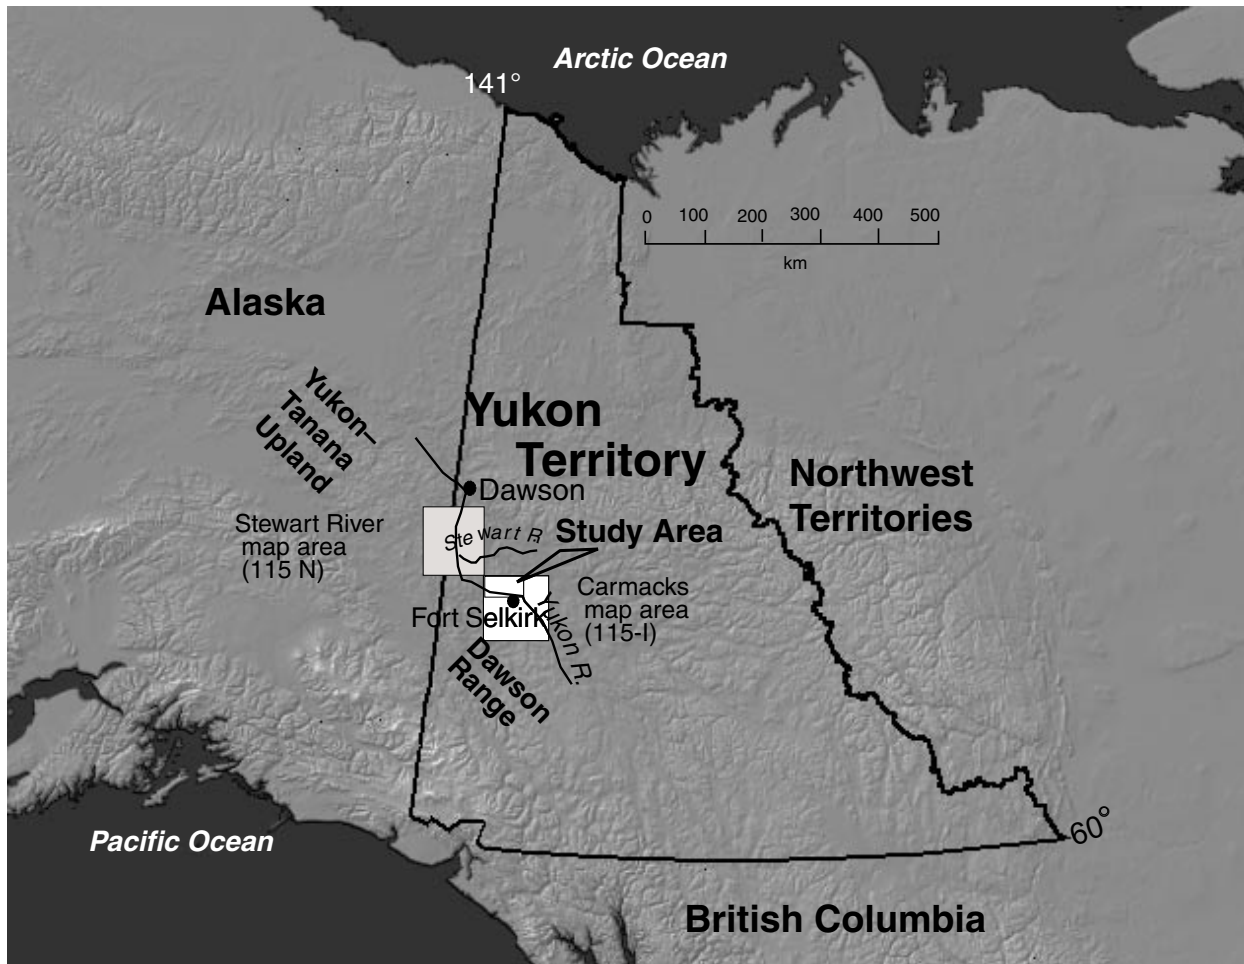 Arctic Ocean
141°
0 100 200 300 400 500
km
Alaska
Yukon–
Tanana
Upland
Yukon
Territory
Northwest
Territories
Dawson
Stewart River
map area
(115 N)
Stewart R.
Study Area
Carmacks
map area
(115-I)
Fort Selkirk
Yukon R.
Dawson
Range
Pacific Ocean
60°
British Columbia